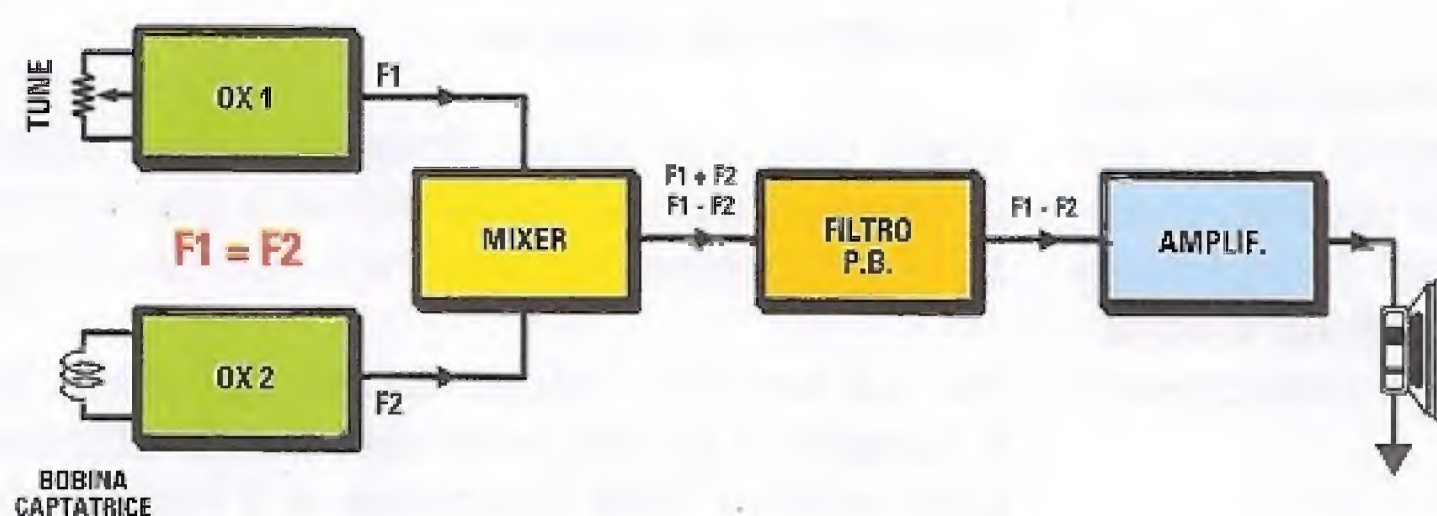 TUNE
OX 1
F1
F1 = F2
MIXER
F1 + F2
F1 - F2
FILTRO
P.B.
F1 - F2
AMPLIF.
OX 2
F2
BOBINA
CAPTATRICE